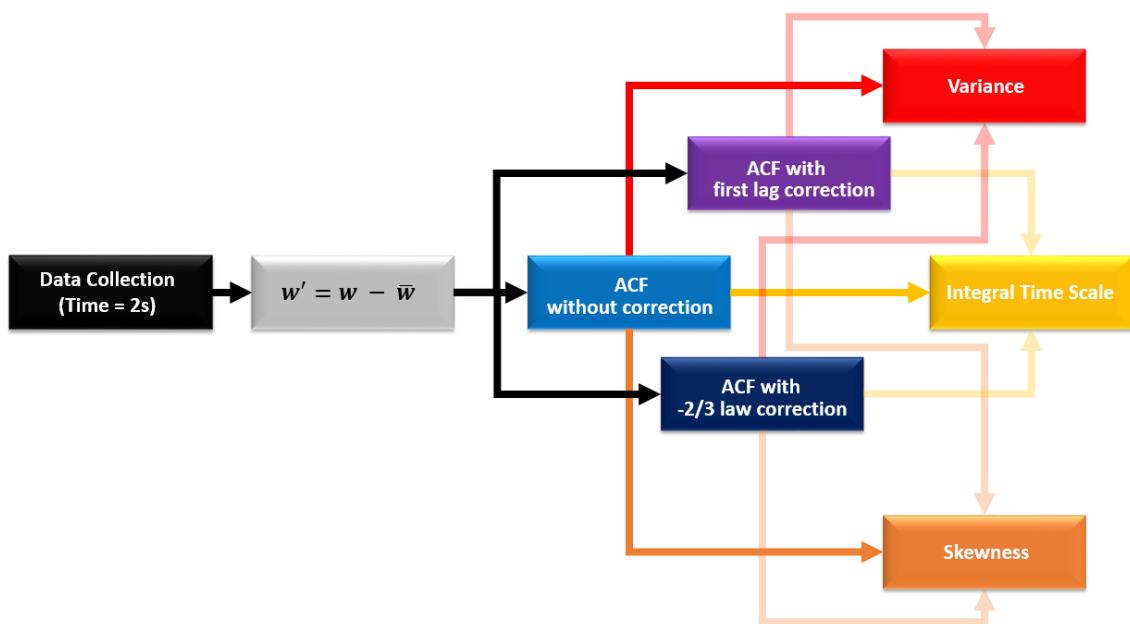 Variance
ACF with
first lag correction
Data Collection
(Time = 2s)
w′ = w − w̅
ACF
without correction
Integral Time Scale
ACF with
-2/3 law correction
Skewness